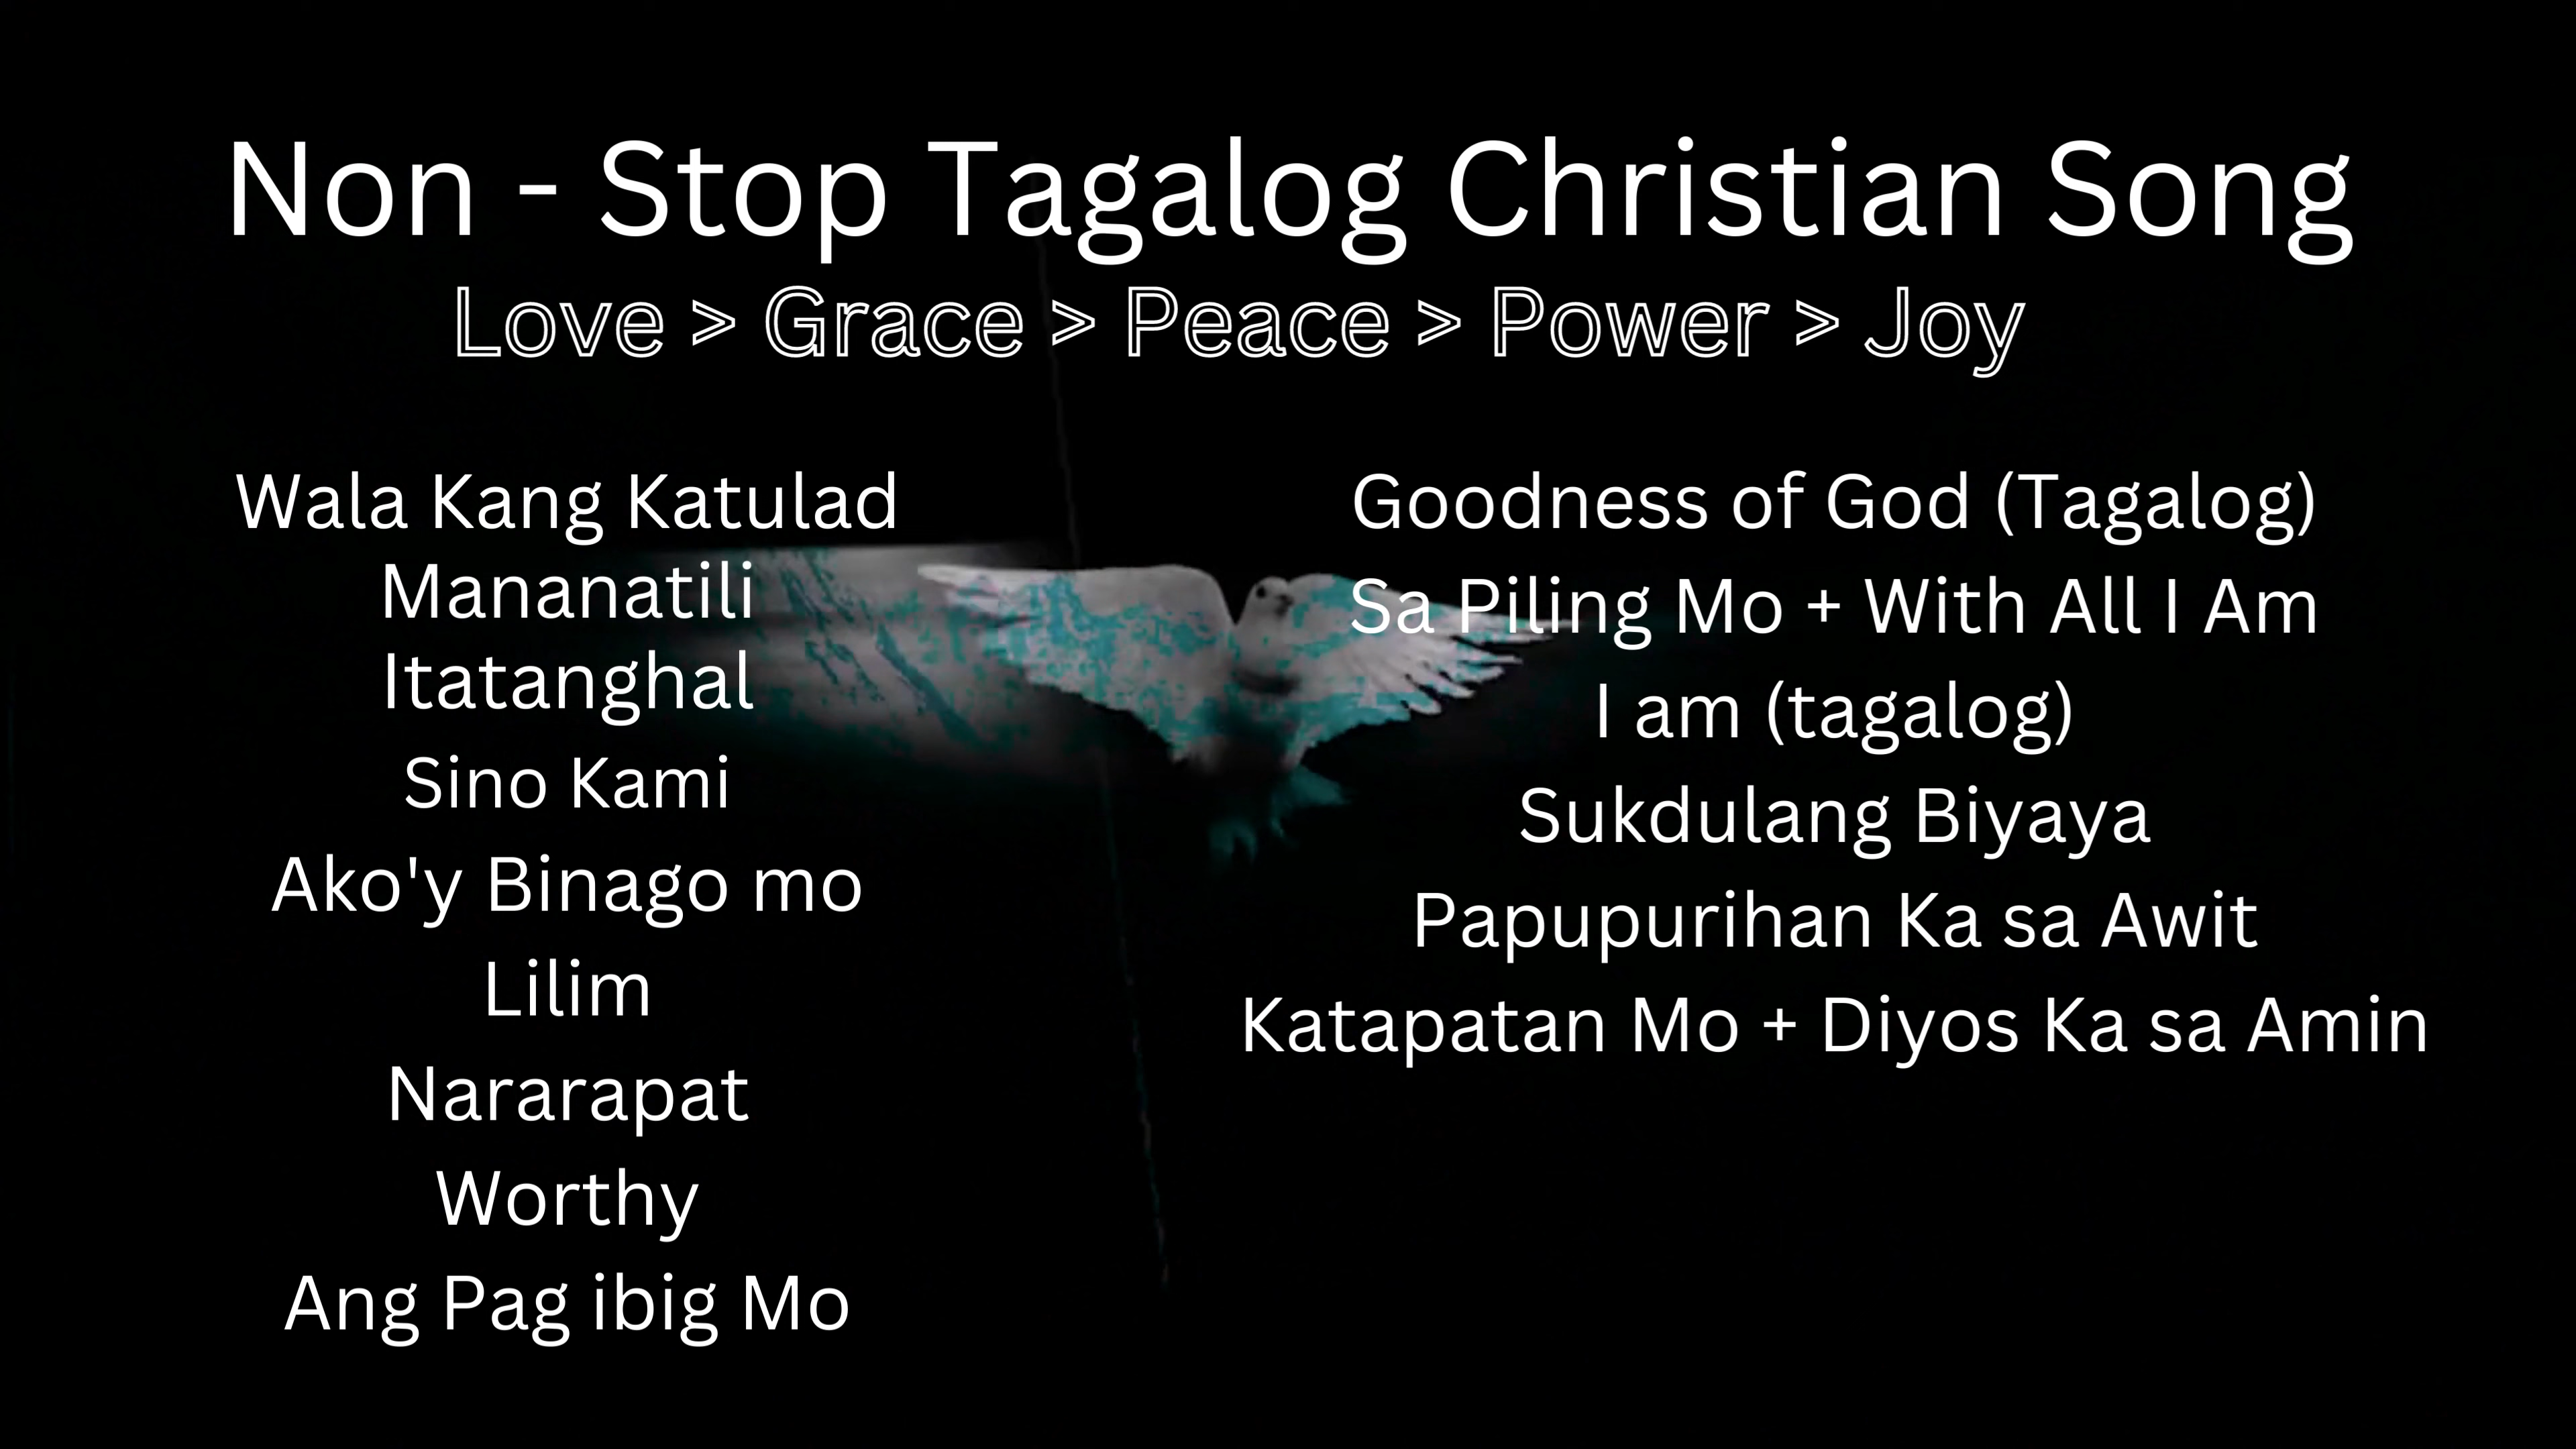 Non - Stop Tagalog Christian Song
Love > Grace > Peace > Power > Joy
Wala Kang Katulad
Mananatili
Itatanghal
Sino Kami
Ako'y Binago mo
Lilim
Nararapat
Worthy
Ang Pag ibig Mo
Goodness of God (Tagalog)
Sa Piling Mo + With All I Am
I am (tagalog)
Sukdulang Biyaya
Papupurihan Ka sa Awit
Katapatan Mo + Diyos Ka sa Amin